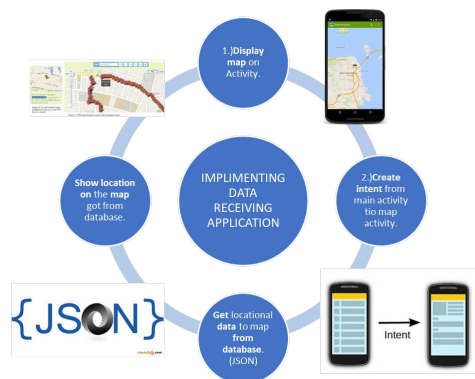 1.)Display
map on
Activity.
IMPLIMENTING
DATA
RECEIVING
APPLICATION
2.)Create
intent from
main activity
tio map
activity.
Get locational
data to map
from
database.
(JSON)
Show location
on the map
got from
database.
{JSON}
Intent